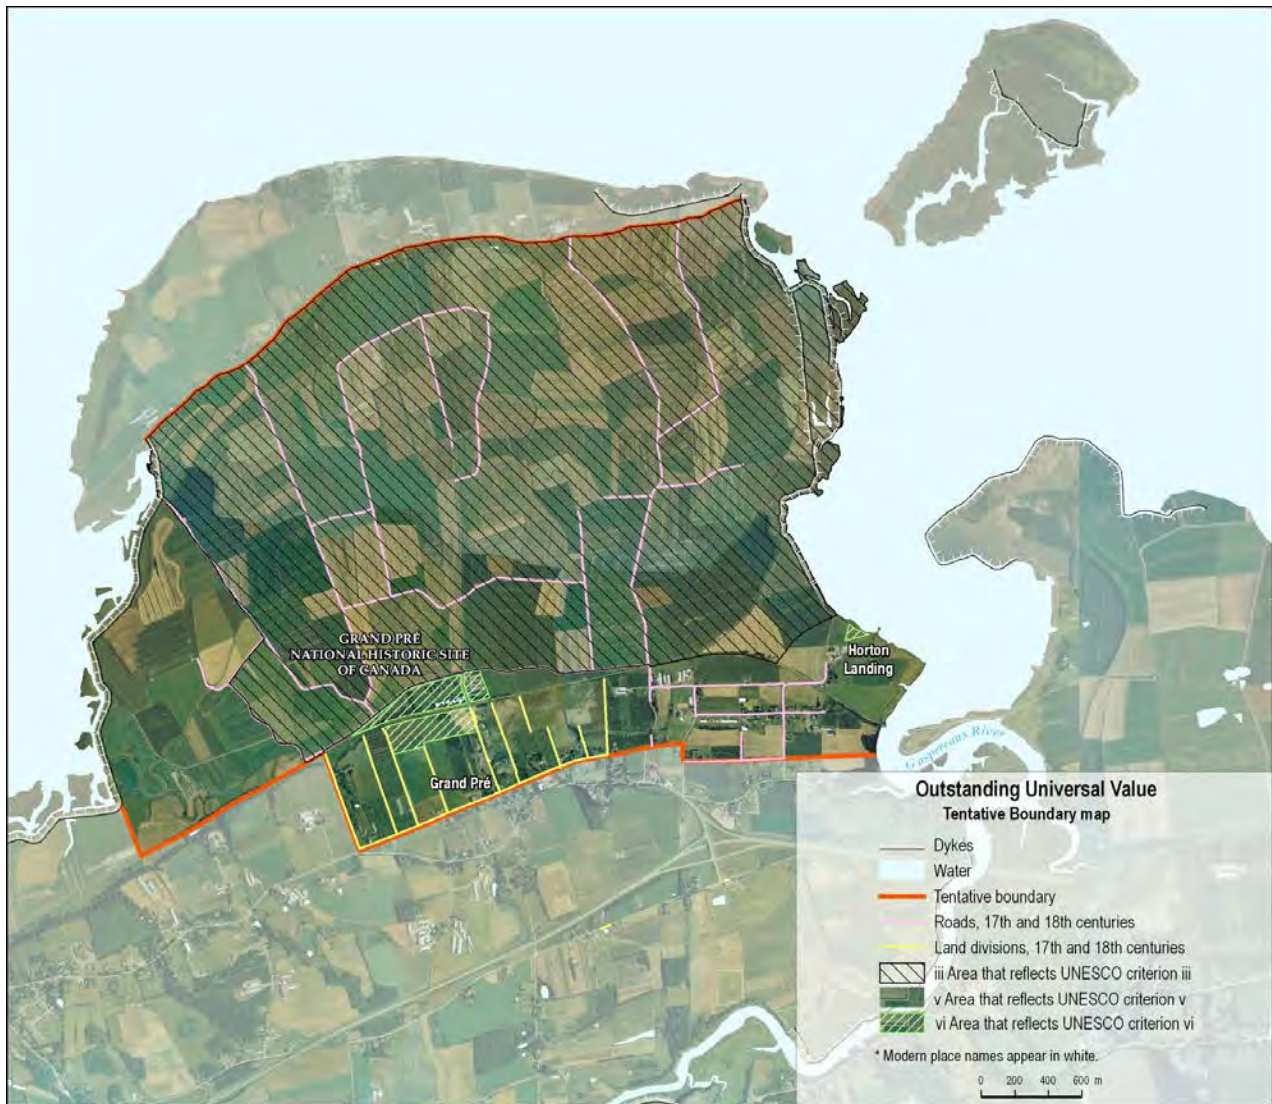 GRAND PRÉ
NATIONAL HISTORIC SITE
OF CANADA
Horton
Landing
Grand Pré
Gaspereaux River
Outstanding Universal Value
Tentative Boundary map
Dykes
Water
Tentative boundary
Roads, 17th and 18th centuries
Land divisions, 17th and 18th centuries
iii Area that reflects UNESCO criterion iii
v Area that reflects UNESCO criterion v
vi Area that reflects UNESCO criterion vi
* Modern place names appear in white.
0 200 400 600 m